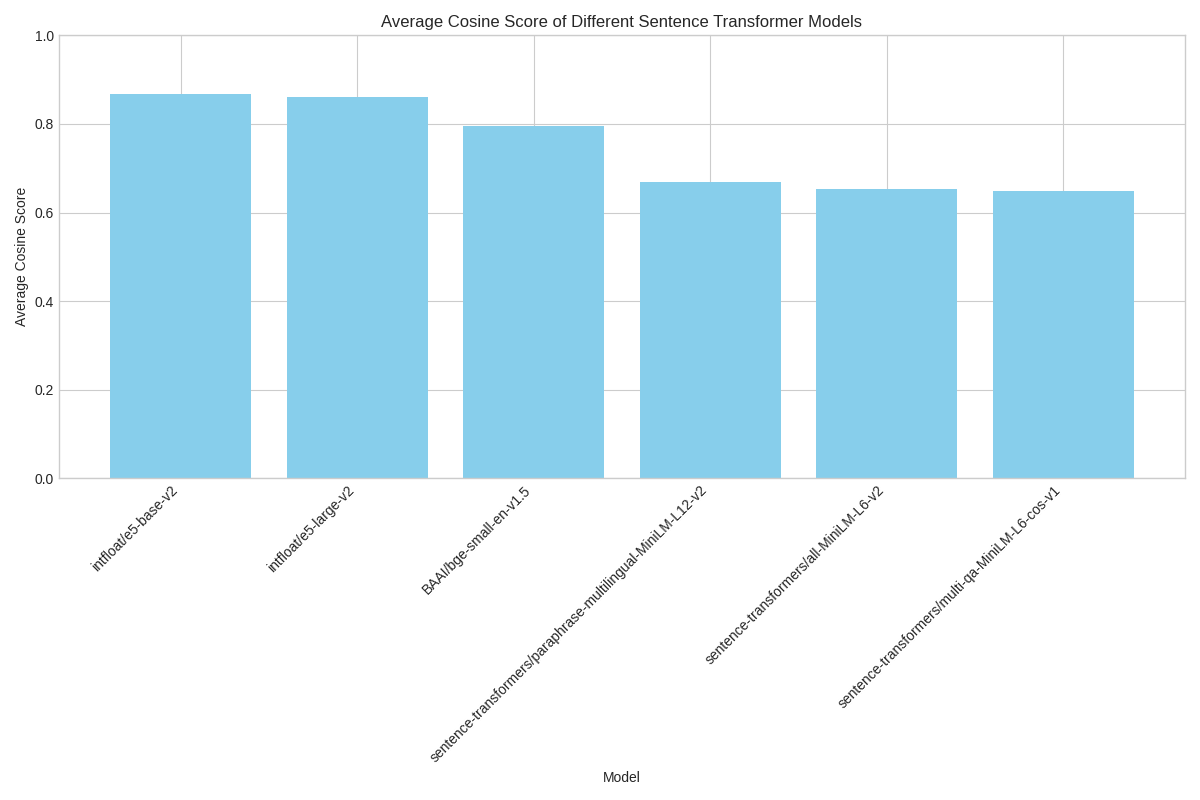 Average Cosine Score of Different Sentence Transformer Models
Average Cosine Score
1.0
0.8
0.6
0.4
0.2
0.0
intfloat/e5-base-v2
intfloat/e5-large-v2
BAAI/bge-small-en-v1.5
sentence-transformers/paraphrase-multilingual-MiniLM-L12-v2
sentence-transformers/all-MiniLM-L6-v2
sentence-transformers/multi-qa-MiniLM-L6-cos-v1
Model